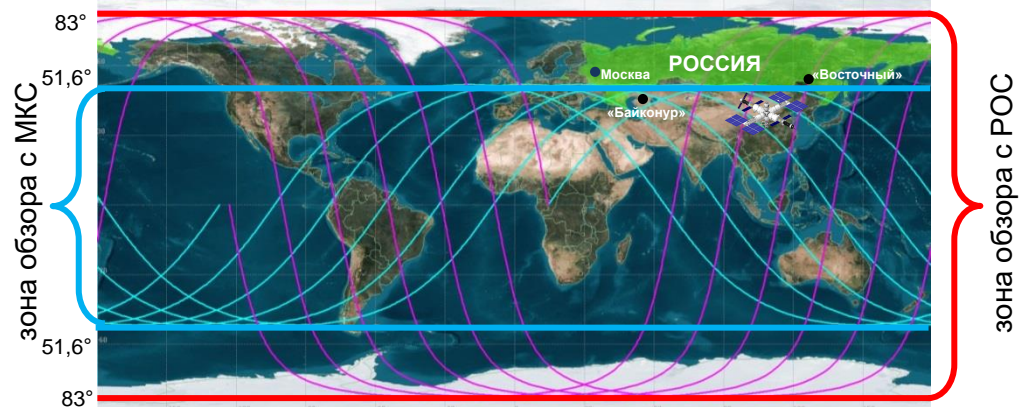 83°
51,6°
РОССИЯ
Москва
«Восточный»
«Байконур»
зона обзора с МКС
зона обзора с РОС
51,6°
83°